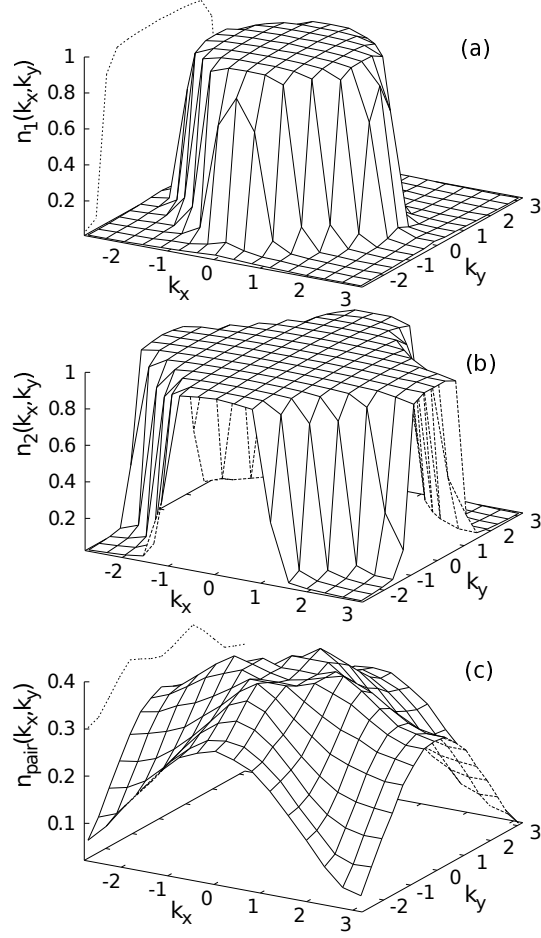 (a)
n1(kx,ky)
1
0.8
0.6
0.4
0.2
-2 -1 0 1 2 3
kx
-2 -1 0 1 2 3
ky
(b)
n2(kx,ky)
1
0.8
0.6
0.4
0.2
-2 -1 0 1 2 3
kx
-2 -1 0 1 2 3
ky
(c)
npair(kx,ky)
0.4
0.3
0.2
0.1
-2 -1 0 1 2 3
kx
-2 -1 0 1 2 3
ky